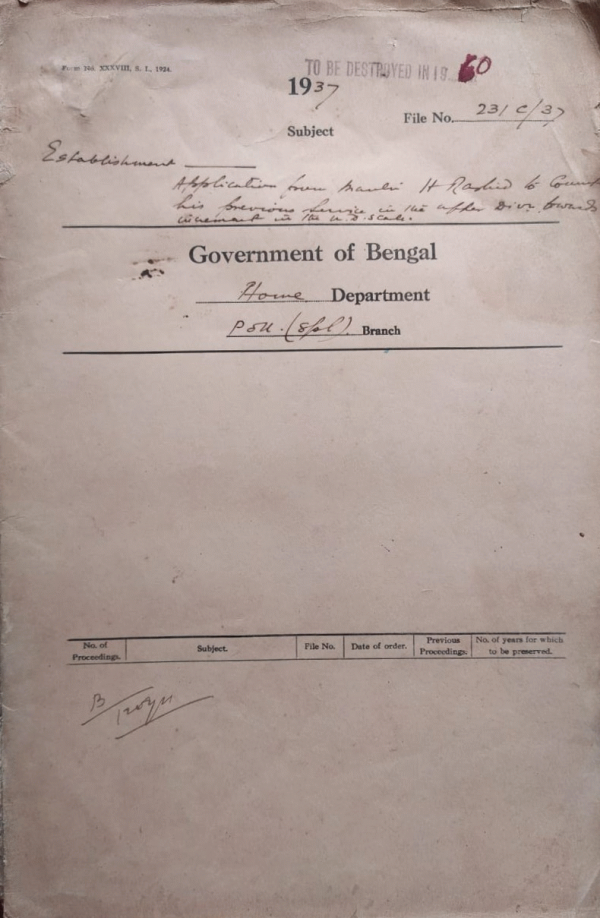 Form No. XXXVIII, S. I., 1924.
TO BE DESTROYED IN 19 60
1937
File No. 231 C/37
Subject
Establishment
Application from Maulvi H Rashid to Count
his previous service in the upper Divn. towards
increment in the U.D. scale.
Government of Bengal
Home Department
Poll. (Spl) Branch
No. of Proceedings.
Subject.
File No.
Date of order.
Previous Proceedings.
No. of years for which to be preserved.
B